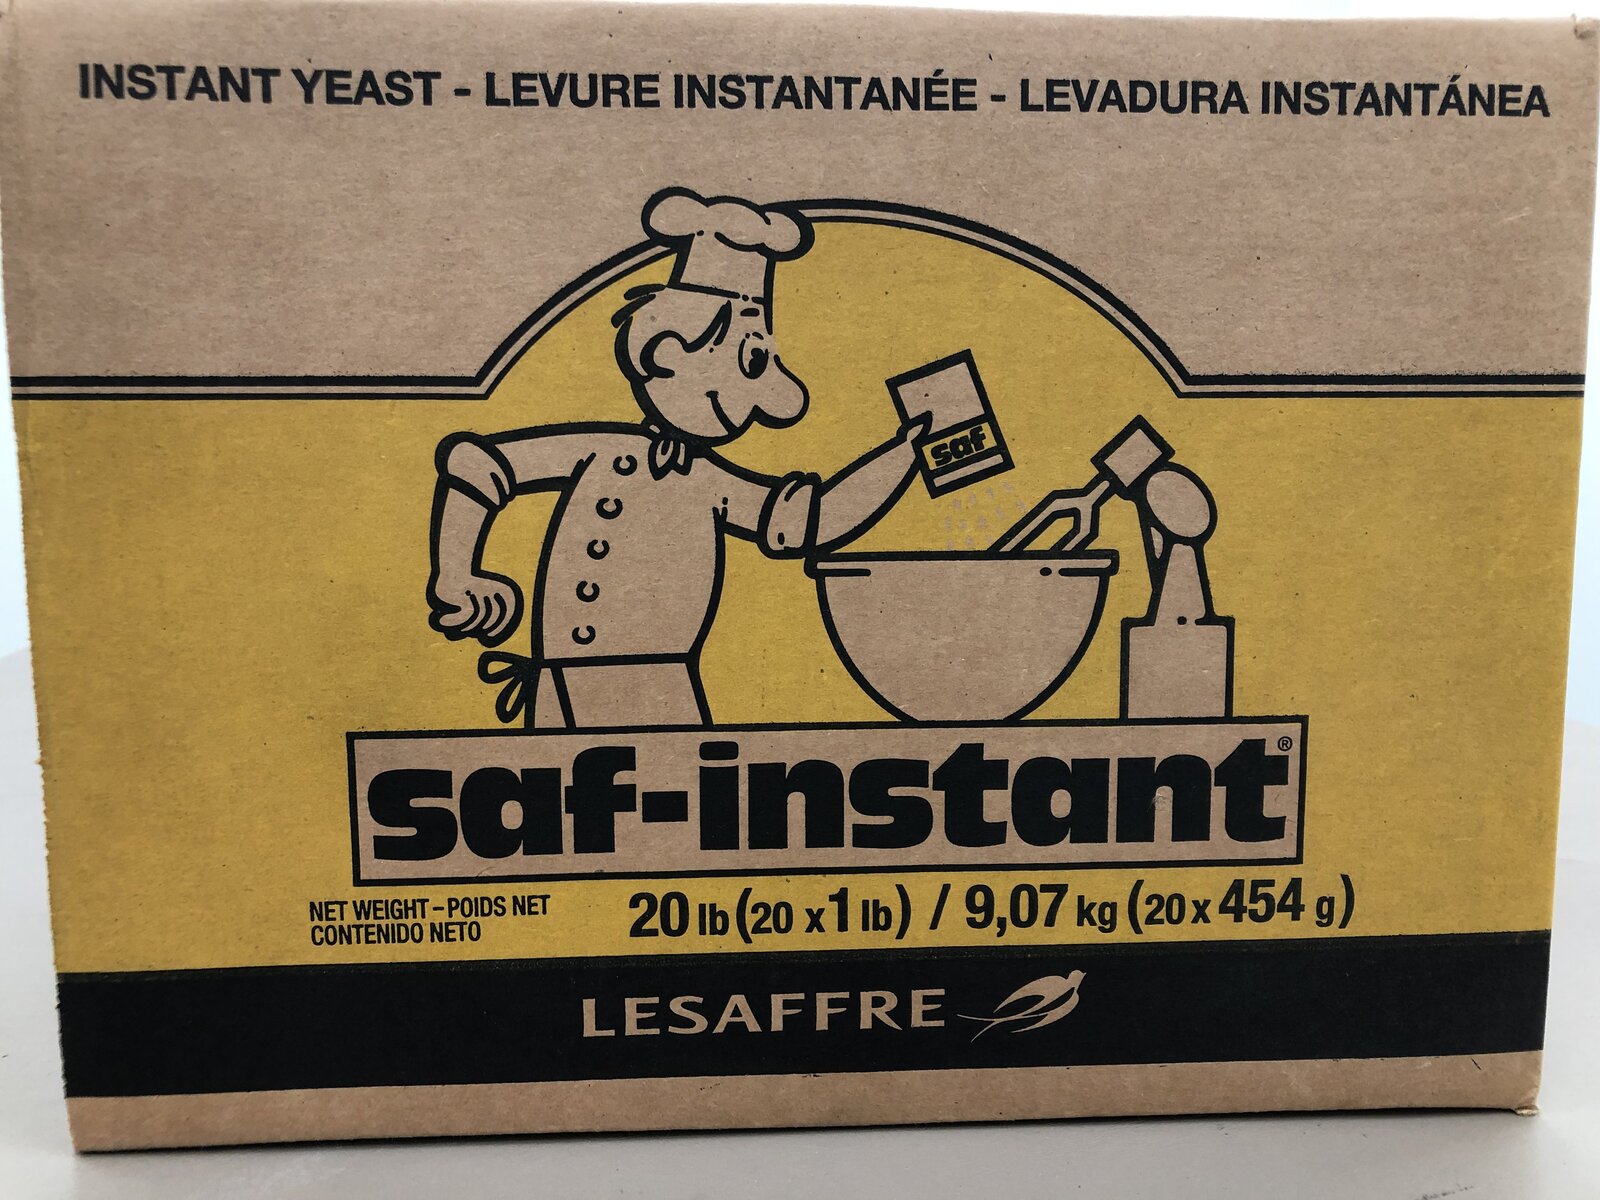 INSTANT YEAST - LEVURE INSTANTANÉE - LEVADURA INSTANTÁNEA
saf
saf-instant®
NET WEIGHT – POIDS NET
CONTENIDO NETO
20 lb (20 x 1 lb) / 9,07 kg (20 x 454 g)
LESAFFRE